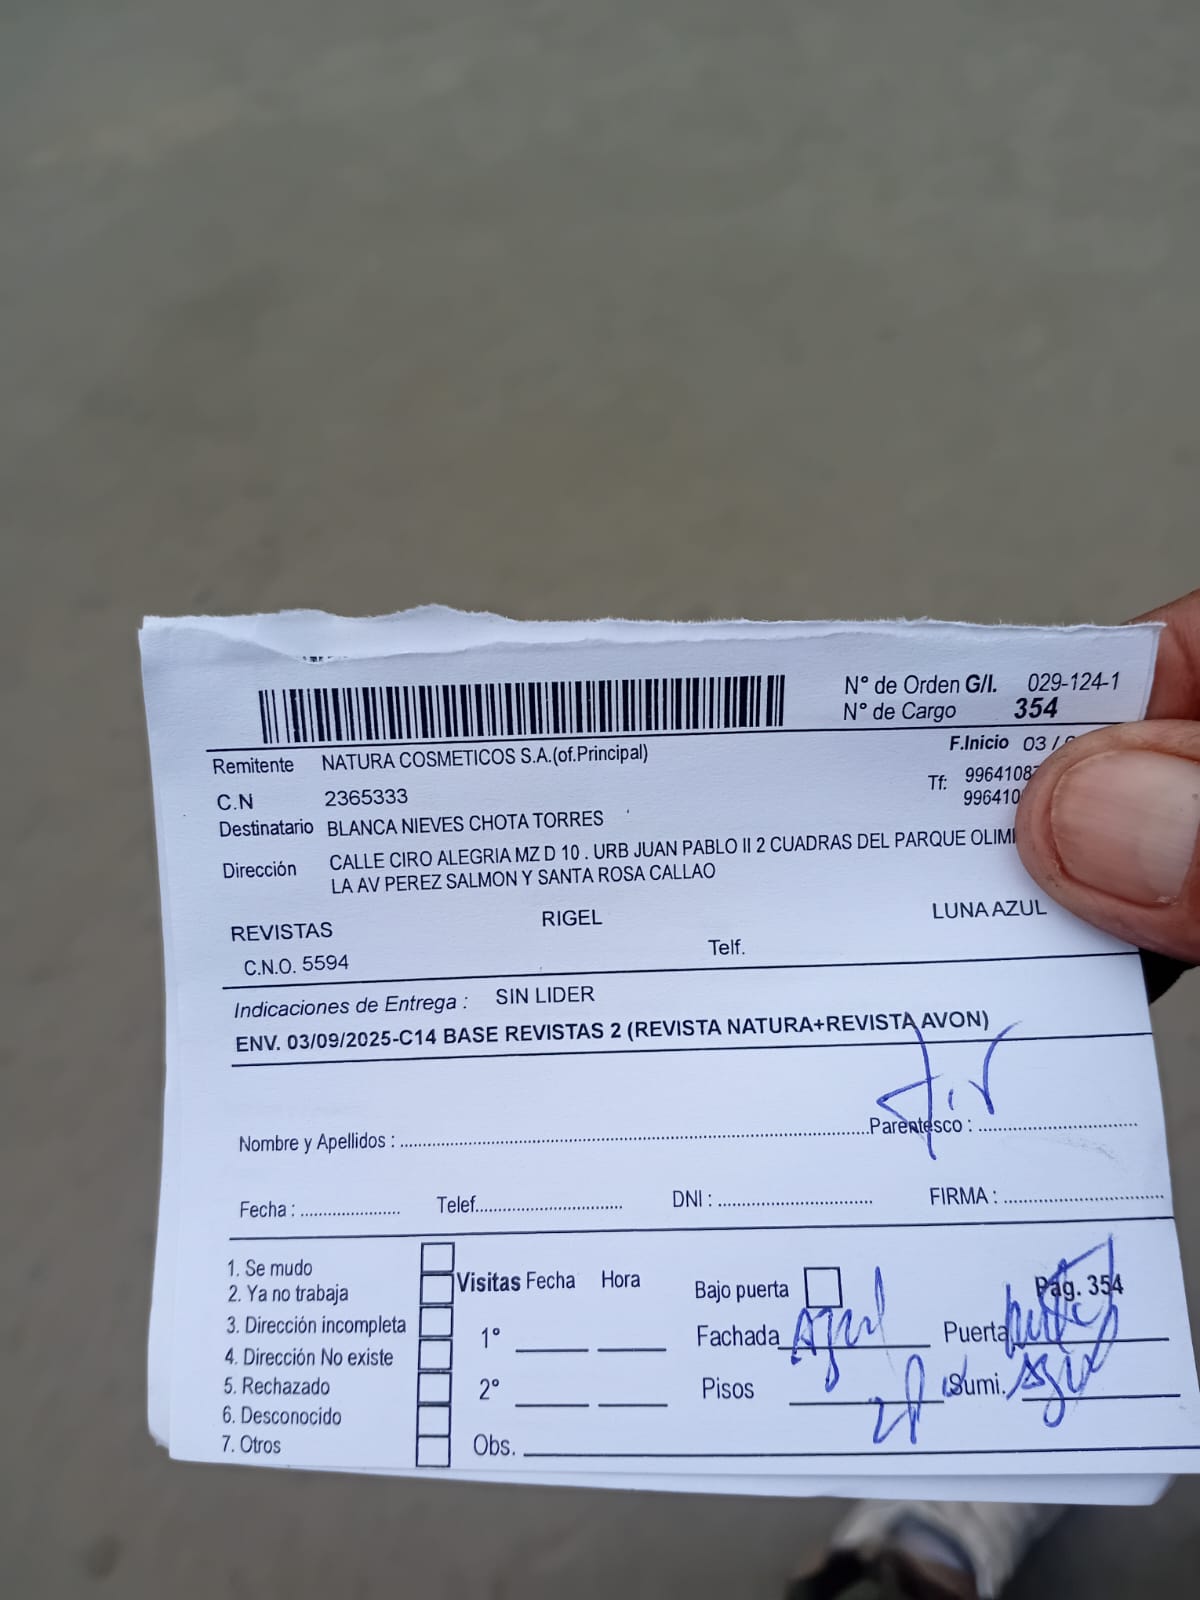 N° de Orden G/I. 029-124-1
N° de Cargo 354
F.Inicio 03 /
Remitente NATURA COSMETICOS S.A.(of.Principal)
Tf: 9964108
C.N 2365333
996410
Destinatario BLANCA NIEVES CHOTA TORRES
Dirección CALLE CIRO ALEGRIA MZ D 10 . URB JUAN PABLO II 2 CUADRAS DEL PARQUE OLIMI
LA AV PEREZ SALMON Y SANTA ROSA CALLAO
REVISTAS RIGEL LUNA AZUL
C.N.O. 5594 Telf.
Indicaciones de Entrega : SIN LIDER
ENV. 03/09/2025-C14 BASE REVISTAS 2 (REVISTA NATURA+REVISTA AVON)
Nombre y Apellidos : Parentesco :
Fecha : Telef. DNI : FIRMA :
1. Se mudo
2. Ya no trabaja
3. Dirección incompleta
4. Dirección No existe
5. Rechazado
6. Desconocido
7. Otros
Visitas Fecha Hora
1°
2°
Obs.
Bajo puerta Pág. 354
Fachada Azul Puerta
Pisos 2P Sumi.